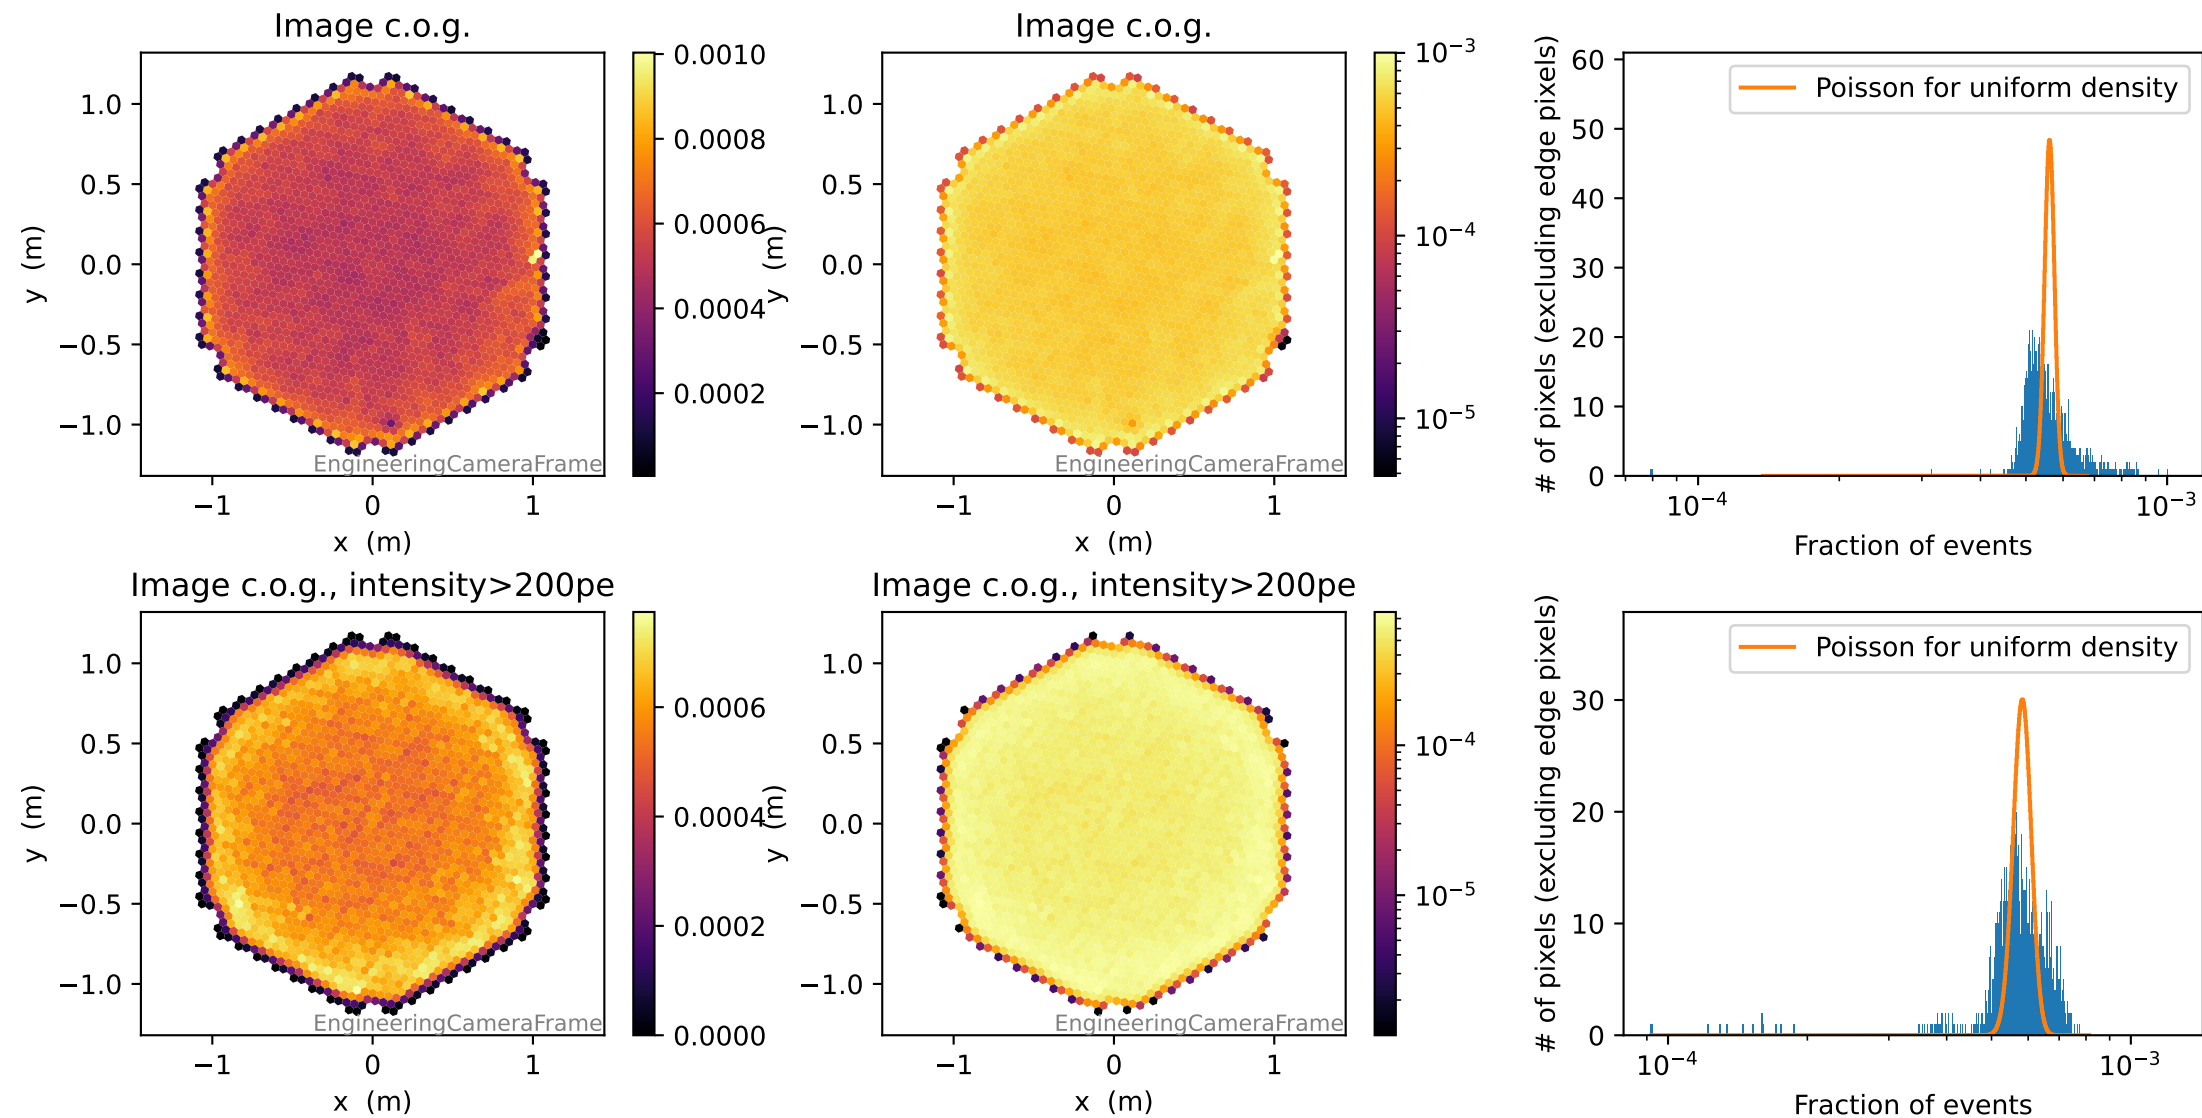 Image c.o.g.
y (m)
1.0
0.5
0.0
−0.5
−1.0
−1
0
1
x (m)
EngineeringCameraFrame
0.0010
0.0008
0.0006
0.0004
0.0002
Image c.o.g.
y (m)
1.0
0.5
0.0
−0.5
−1.0
−1
0
1
x (m)
EngineeringCameraFrame
10⁻³
10⁻⁴
10⁻⁵
# of pixels (excluding edge pixels)
60
50
40
30
20
10
0
Poisson for uniform density
10⁻⁴
10⁻³
Fraction of events
Image c.o.g., intensity>200pe
y (m)
1.0
0.5
0.0
−0.5
−1.0
−1
0
1
x (m)
EngineeringCameraFrame
0.0006
0.0004
0.0002
0.0000
Image c.o.g., intensity>200pe
y (m)
1.0
0.5
0.0
−0.5
−1.0
−1
0
1
x (m)
EngineeringCameraFrame
10⁻⁴
10⁻⁵
# of pixels (excluding edge pixels)
30
20
10
0
Poisson for uniform density
10⁻⁴
10⁻³
Fraction of events